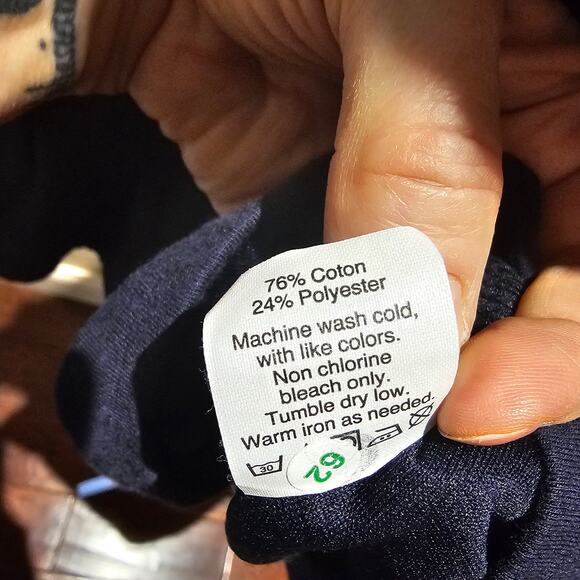 76% Coton
24% Polyester
Machine wash cold,
with like colors.
Non chlorine
bleach only.
Tumble dry low.
Warm iron as needed.
30
62